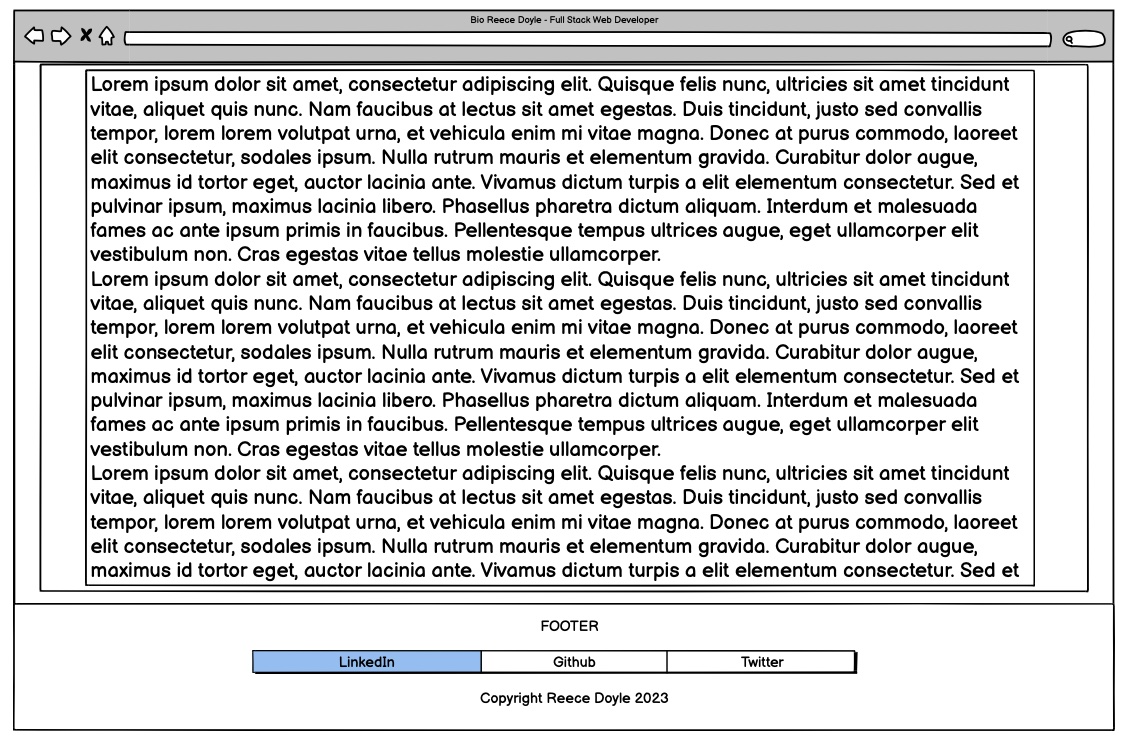 Bio Reece Doyle - Full Stack Web Developer
Lorem ipsum dolor sit amet, consectetur adipiscing elit. Quisque felis nunc, ultricies sit amet tincidunt
vitae, aliquet quis nunc. Nam faucibus at lectus sit amet egestas. Duis tincidunt, justo sed convallis
tempor, lorem lorem volutpat urna, et vehicula enim mi vitae magna. Donec at purus commodo, laoreet
elit consectetur, sodales ipsum. Nulla rutrum mauris et elementum gravida. Curabitur dolor augue,
maximus id tortor eget, auctor lacinia ante. Vivamus dictum turpis a elit elementum consectetur. Sed et
pulvinar ipsum, maximus lacinia libero. Phasellus pharetra dictum aliquam. Interdum et malesuada
fames ac ante ipsum primis in faucibus. Pellentesque tempus ultrices augue, eget ullamcorper elit
vestibulum non. Cras egestas vitae tellus molestie ullamcorper.
Lorem ipsum dolor sit amet, consectetur adipiscing elit. Quisque felis nunc, ultricies sit amet tincidunt
vitae, aliquet quis nunc. Nam faucibus at lectus sit amet egestas. Duis tincidunt, justo sed convallis
tempor, lorem lorem volutpat urna, et vehicula enim mi vitae magna. Donec at purus commodo, laoreet
elit consectetur, sodales ipsum. Nulla rutrum mauris et elementum gravida. Curabitur dolor augue,
maximus id tortor eget, auctor lacinia ante. Vivamus dictum turpis a elit elementum consectetur. Sed et
pulvinar ipsum, maximus lacinia libero. Phasellus pharetra dictum aliquam. Interdum et malesuada
fames ac ante ipsum primis in faucibus. Pellentesque tempus ultrices augue, eget ullamcorper elit
vestibulum non. Cras egestas vitae tellus molestie ullamcorper.
Lorem ipsum dolor sit amet, consectetur adipiscing elit. Quisque felis nunc, ultricies sit amet tincidunt
vitae, aliquet quis nunc. Nam faucibus at lectus sit amet egestas. Duis tincidunt, justo sed convallis
tempor, lorem lorem volutpat urna, et vehicula enim mi vitae magna. Donec at purus commodo, laoreet
elit consectetur, sodales ipsum. Nulla rutrum mauris et elementum gravida. Curabitur dolor augue,
maximus id tortor eget, auctor lacinia ante. Vivamus dictum turpis a elit elementum consectetur. Sed et
FOOTER
LinkedIn Github Twitter
Copyright Reece Doyle 2023